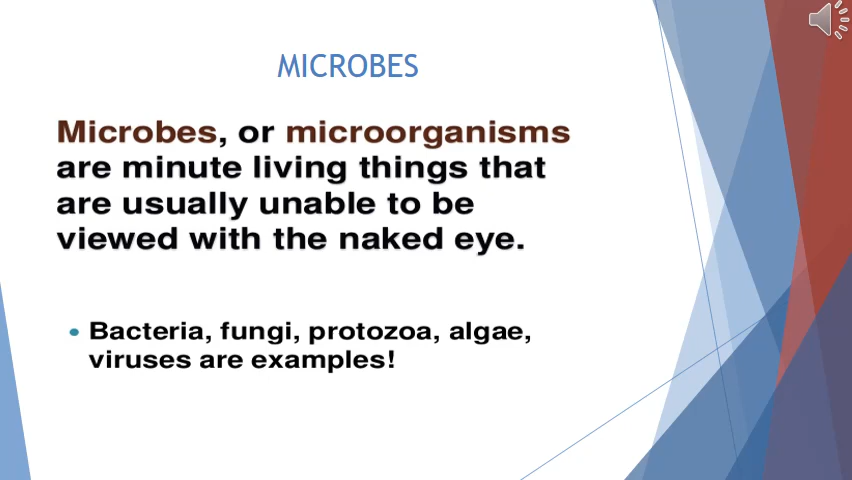 MICROBES
Microbes, or microorganisms
are minute living things that
are usually unable to be
viewed with the naked eye.
• Bacteria, fungi, protozoa, algae,
viruses are examples!